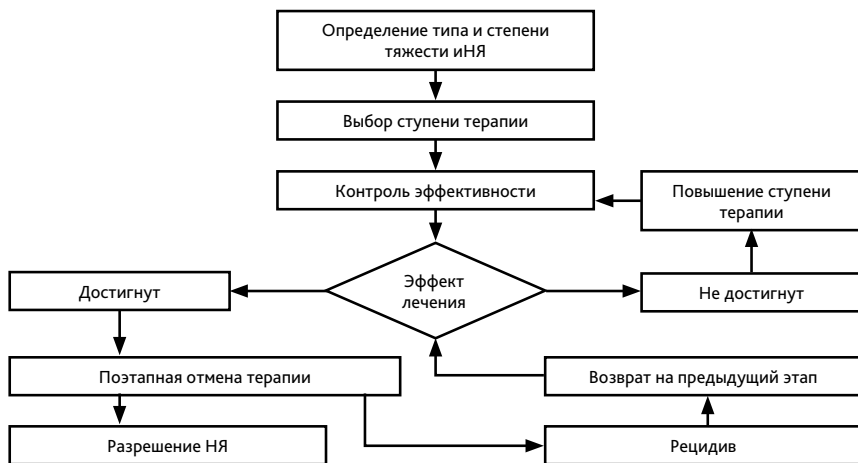 Определение типа и степени
тяжести иНЯ
Выбор ступени терапии
Контроль эффективности
Повышение ступени
терапии
Эффект
лечения
Достигнут
Не достигнут
Поэтапная отмена терапии
Возврат на предыдущий этап
Разрешение НЯ
Рецидив